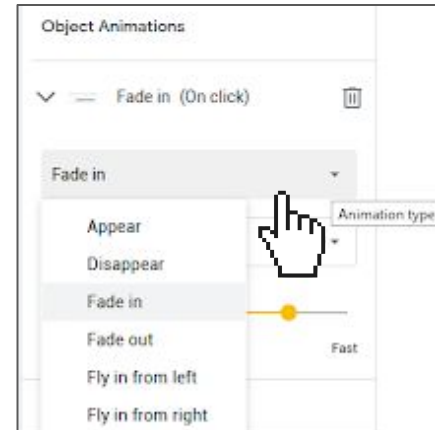 Object Animations
Fade in (On click)
Fade in
Animation type
Appear
Disappear
Fade in
Fade out
Fast
Fly in from left
Fly in from right